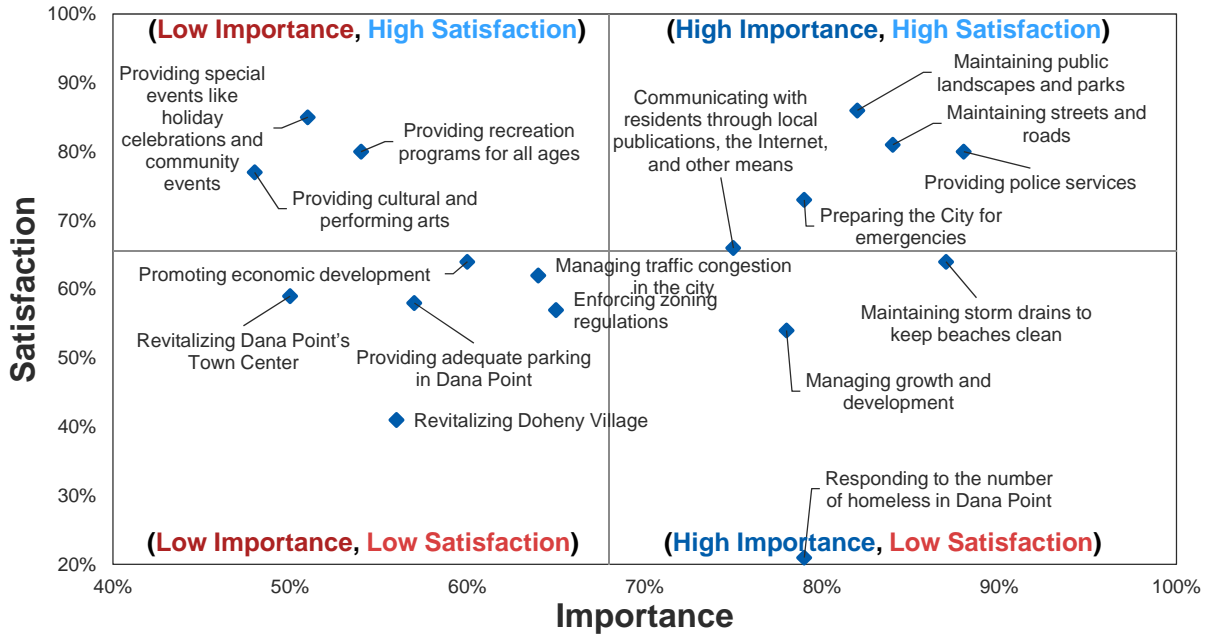 100%
90%
80%
70%
60%
50%
40%
30%
20%
Satisfaction
(Low Importance, High Satisfaction)
(High Importance, High Satisfaction)
Providing special
events like
holiday
celebrations and
community
events
Providing recreation
programs for all ages
Providing cultural and
performing arts
Communicating with
residents through local
publications, the Internet,
and other means
Maintaining public
landscapes and parks
Maintaining streets and
roads
Providing police services
Preparing the City for
emergencies
Promoting economic development
Managing traffic congestion
in the city
Enforcing zoning
regulations
Revitalizing Dana Point's
Town Center
Providing adequate parking
in Dana Point
Revitalizing Doheny Village
Maintaining storm drains to
keep beaches clean
Managing growth and
development
Responding to the number
of homeless in Dana Point
(Low Importance, Low Satisfaction)
(High Importance, Low Satisfaction)
40%
50%
60%
70%
80%
90%
100%
Importance